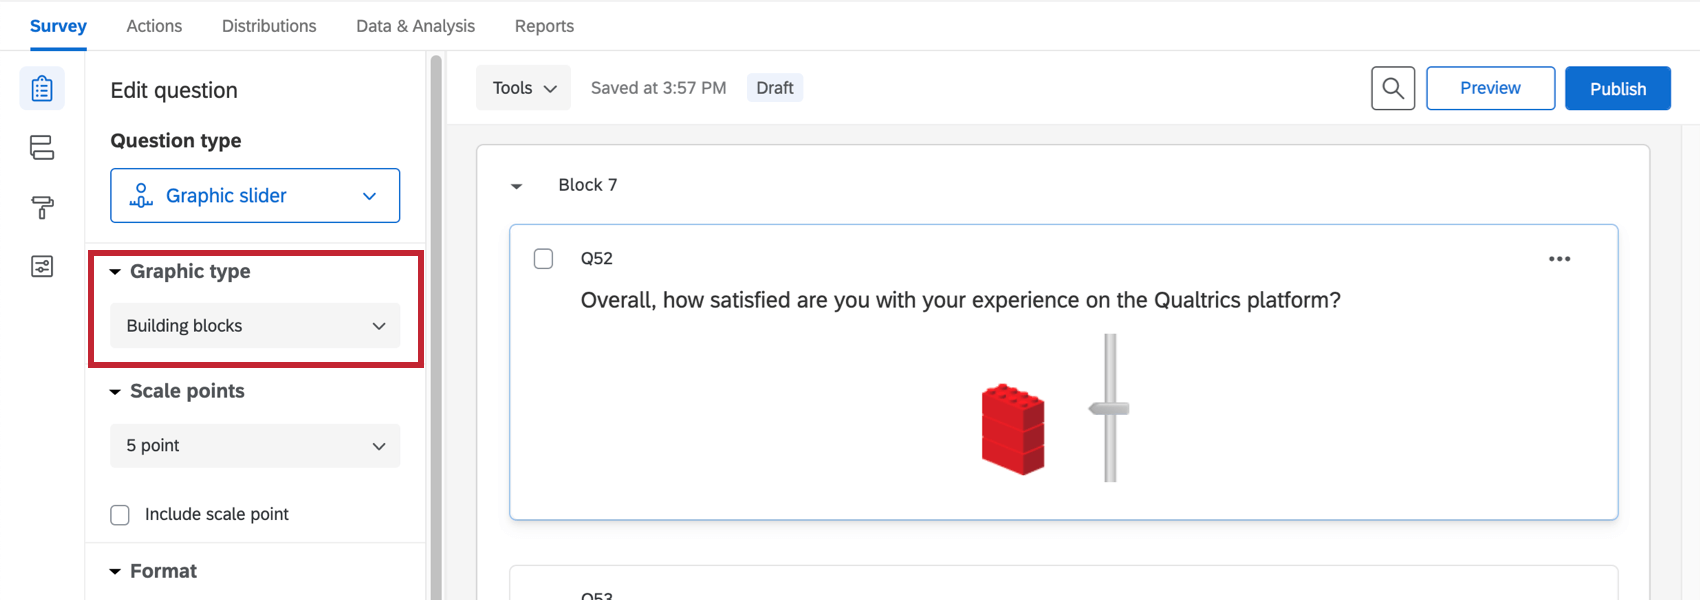 Survey Actions Distributions Data & Analysis Reports
Edit question
Question type
Graphic slider
Graphic type
Building blocks
Scale points
5 point
Include scale point
Format
Tools Saved at 3:57 PM Draft Preview Publish
Block 7
Q52
Overall, how satisfied are you with your experience on the Qualtrics platform?
Q53